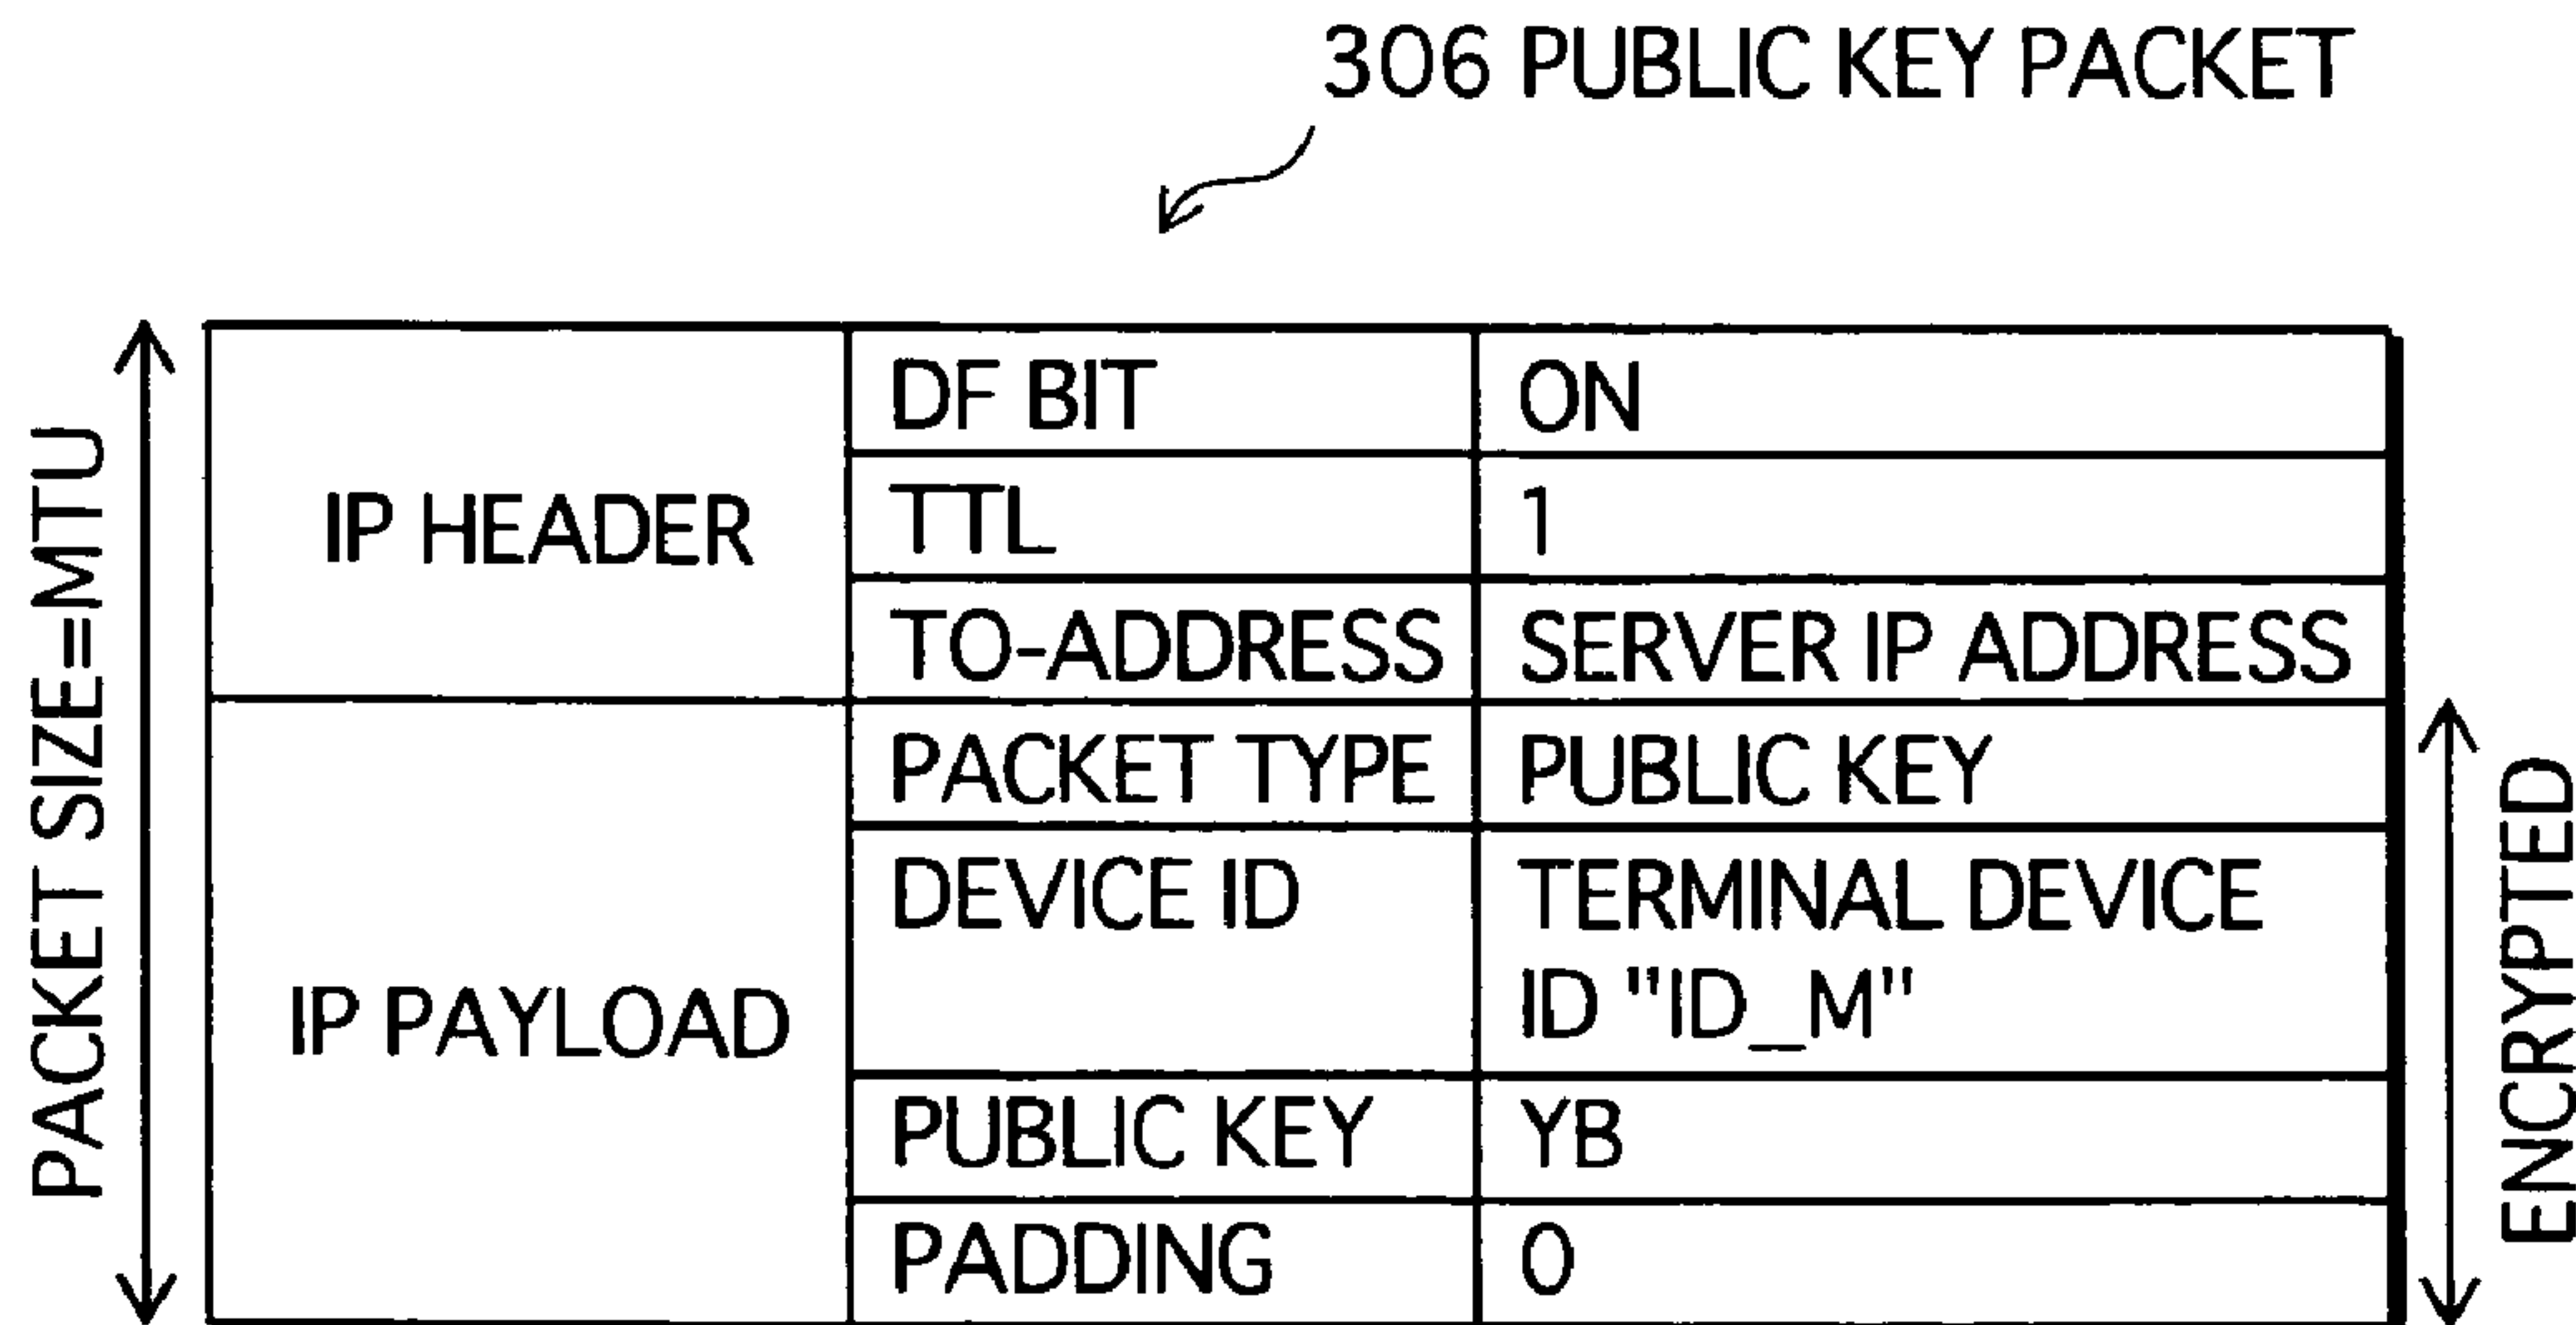 306 PUBLIC KEY PACKET
PACKET SIZE=MTU
IP HEADER
DF BIT
ON
TTL
1
TO-ADDRESS
SERVER IP ADDRESS
IP PAYLOAD
PACKET TYPE
PUBLIC KEY
DEVICE ID
TERMINAL DEVICE
ID "ID_M"
PUBLIC KEY
YB
PADDING
0
ENCRYPTED